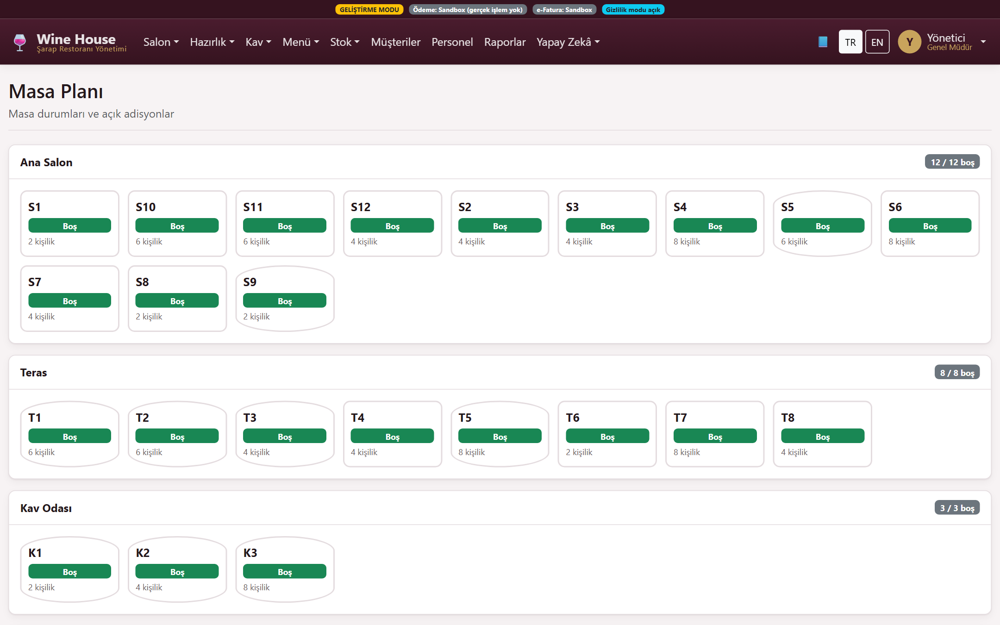 GELİŞTİRME MODU Ödeme: Sandbox (gerçek işlem yok) e-Fatura: Sandbox Gizlilik modu açık
Wine House
Şarap Restoranı Yönetimi
Salon Hazırlık Kav Menü Stok Müşteriler Personel Raporlar Yapay Zekâ
TR EN
Y
Yönetici
Genel Müdür
Masa Planı
Masa durumları ve açık adisyonlar
Ana Salon
12 / 12 boş
S1 S10 S11 S12 S2 S3 S4 S5 S6
Boş Boş Boş Boş Boş Boş Boş Boş Boş
2 kişilik 6 kişilik 6 kişilik 4 kişilik 4 kişilik 4 kişilik 8 kişilik 6 kişilik 8 kişilik
S7 S8 S9
Boş Boş Boş
4 kişilik 2 kişilik 2 kişilik
Teras
8 / 8 boş
T1 T2 T3 T4 T5 T6 T7 T8
Boş Boş Boş Boş Boş Boş Boş Boş
6 kişilik 6 kişilik 4 kişilik 4 kişilik 8 kişilik 2 kişilik 8 kişilik 4 kişilik
Kav Odası
3 / 3 boş
K1 K2 K3
Boş Boş Boş
2 kişilik 4 kişilik 8 kişilik